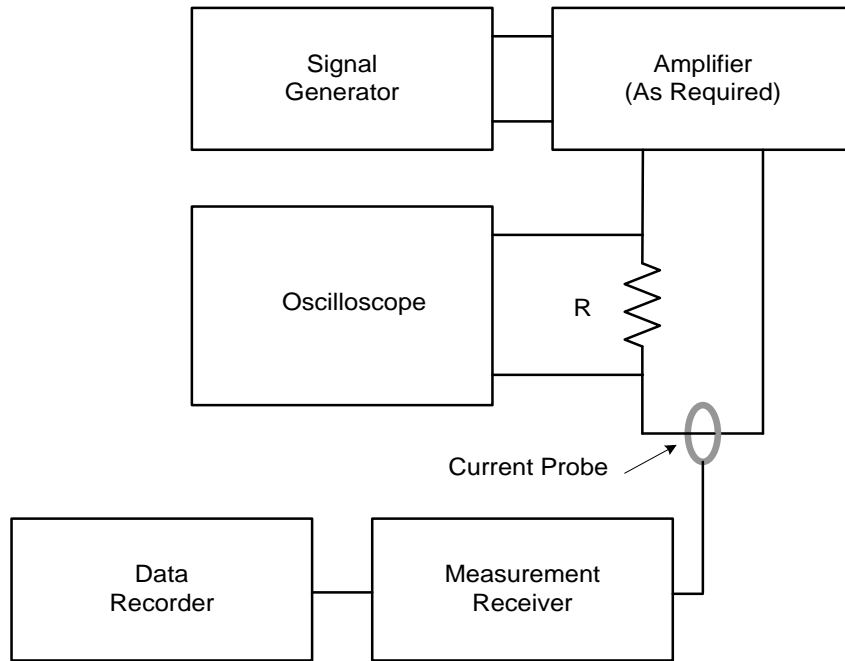 Signal
Generator
Amplifier
(As Required)
Oscilloscope
R
Current Probe
Data
Recorder
Measurement
Receiver